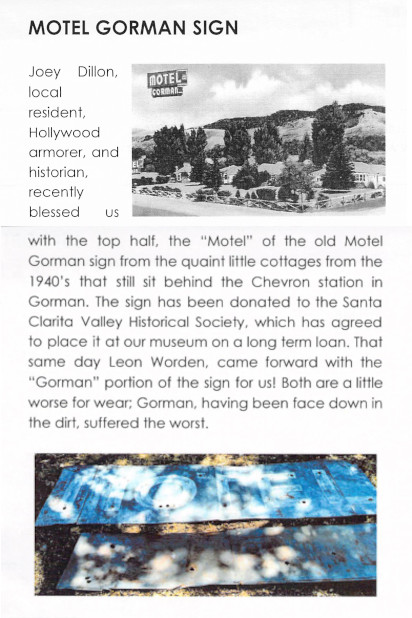 MOTEL GORMAN SIGN
Joey Dillon,
local
resident,
Hollywood
armorer, and
historian,
recently
blessed us
MOTEL
GORMAN
with the top half, the “Motel” of the old Motel
Gorman sign from the quaint little cottages from the
1940’s that still sit behind the Chevron station in
Gorman. The sign has been donated to the Santa
Clarita Valley Historical Society, which has agreed
to place it at our museum on a long term loan. That
same day Leon Worden, came forward with the
“Gorman” portion of the sign for us! Both are a little
worse for wear; Gorman, having been face down in
the dirt, suffered the worst.
MOTEL